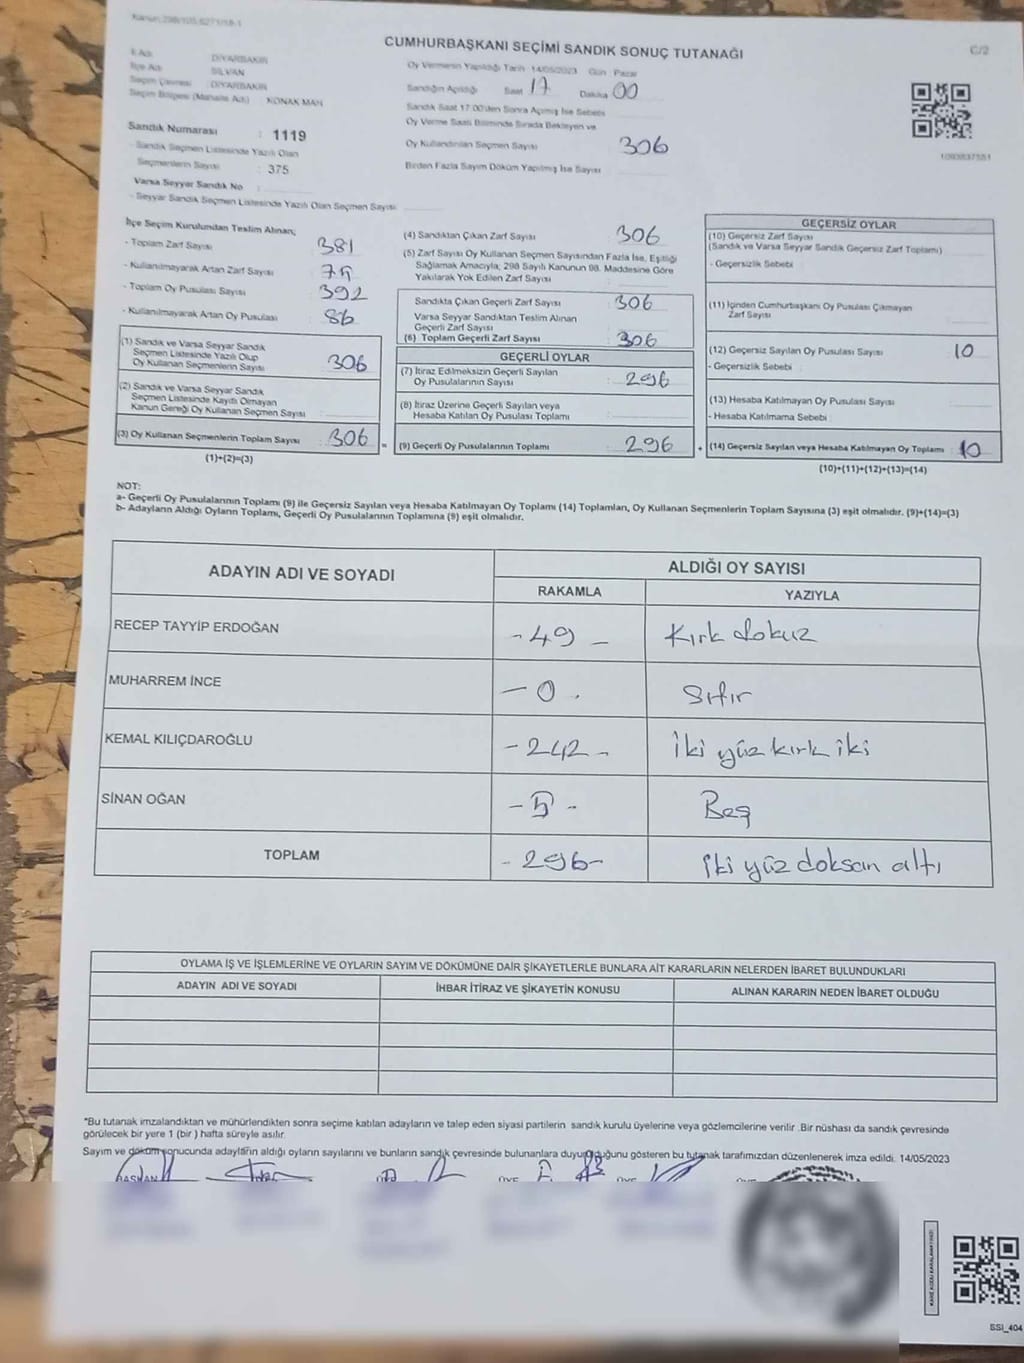 Kanun:298/105,6271/18-1
CUMHURBAŞKANI SEÇİMİ SANDIK SONUÇ TUTANAĞI
C/2
İl Adı : DİYARBAKIR
İlçe Adı : SİLVAN
Seçim Çevresi : DİYARBAKIR
Seçim Bölgesi (Mahalle Adı) : KONAK MAH.
Sandık Numarası : 1119
- Sandık Seçmen Listesinde Yazılı Olan
Seçmenlerin Sayısı : 375
Varsa Seyyar Sandık No :
- Seyyar Sandık Seçmen Listesinde Yazılı Olan Seçmen Sayısı
Oy Vermenin Yapıldığı Tarih 14/05/2023 Gün Pazar
Sandığın Açıldığı Saat 17 Dakika 00
Sandık Saat 17:00'den Sonra Açılmış İse Sebebi
Oy Verme Saati Bitiminde Sırada Bekleyen ve
Oy Kullandırılan Seçmen Sayısı 306
Birden Fazla Sayım Döküm Yapılmış İse Sayısı
İlçe Seçim Kurulundan Teslim Alınan;
- Toplam Zarf Sayısı : 381
- Kullanılmayarak Artan Zarf Sayısı : 75
- Toplam Oy Pusulası Sayısı : 392
- Kullanılmayarak Artan Oy Pusulası : 86
(1) Sandık ve Varsa Seyyar Sandık
Seçmen Listesinde Yazılı Olup
Oy Kullanan Seçmenlerin Sayısı : 306
(2) Sandık ve Varsa Seyyar Sandık
Seçmen Listesinde Kayıtlı Olmayan
Kanun Gereği Oy Kullanan Seçmen Sayısı :
(3) Oy Kullanan Seçmenlerin Toplam Sayısı : 306
(1)+(2)=(3)
(4) Sandıktan Çıkan Zarf Sayısı : 306
(5) Zarf Sayısı Oy Kullanan Seçmen Sayısından Fazla İse, Eşitliği
Sağlamak Amacıyla; 298 Sayılı Kanunun 98. Maddesine Göre
Yakılarak Yok Edilen Zarf Sayısı :
Sandıkta Çıkan Geçerli Zarf Sayısı : 306
Varsa Seyyar Sandıktan Teslim Alınan
Geçerli Zarf Sayısı :
(6) Toplam Geçerli Zarf Sayısı : 306
GEÇERLİ OYLAR
(7) İtiraz Edilmeksizin Geçerli Sayılan
Oy Pusulalarının Sayısı : 296
(8) İtiraz Üzerine Geçerli Sayılan veya
Hesaba Katılan Oy Pusulası Toplamı :
= (9) Geçerli Oy Pusulalarının Toplamı : 296
GEÇERSİZ OYLAR
(10) Geçersiz Zarf Sayısı
(Sandık ve Varsa Seyyar Sandık Geçersiz Zarf Toplamı)
- Geçersizlik Sebebi
(11) İçinden Cumhurbaşkanı Oy Pusulası Çıkmayan
Zarf Sayısı
(12) Geçersiz Sayılan Oy Pusulası Sayısı : 10
- Geçersizlik Sebebi :
(13) Hesaba Katılmayan Oy Pusulası Sayısı :
- Hesaba Katılmama Sebebi :
+ (14) Geçersiz Sayılan veya Hesaba Katılmayan Oy Toplamı : 10
(10)+(11)+(12)+(13)=(14)
NOT:
a- Geçerli Oy Pusulalarının Toplamı (9) ile Geçersiz Sayılan veya Hesaba Katılmayan Oy Toplamı (14) Toplamları, Oy Kullanan Seçmenlerin Toplam Sayısına (3) eşit olmalıdır. (9)+(14)=(3)
b- Adayların Aldığı Oyların Toplamı, Geçerli Oy Pusulalarının Toplamına (9) eşit olmalıdır.
ADAYIN ADI VE SOYADI
ALDIĞI OY SAYISI
RAKAMLA YAZIYLA
RECEP TAYYİP ERDOĞAN - 49 - Kırk dokuz
MUHARREM İNCE - 0 - Sıfır
KEMAL KILIÇDAROĞLU - 242 - İki yüz kırk iki
SİNAN OĞAN - 5 - Beş
TOPLAM - 296 - İki yüz doksan altı
OYLAMA İŞ VE İŞLEMLERİNE VE OYLARIN SAYIM VE DÖKÜMÜNE DAİR ŞİKAYETLERLE BUNLARA AİT KARARLARIN NELERDEN İBARET BULUNDUKLARI
ADAYIN ADI VE SOYADI İHBAR İTİRAZ VE ŞİKAYETİN KONUSU ALINAN KARARIN NEDEN İBARET OLDUĞU
"Bu tutanak imzalandıktan ve mühürlendikten sonra seçime katılan adayların ve talep eden siyasi partilerin sandık kurulu üyelerine veya gözlemcilerine verilir .Bir nüshası da sandık çevresinde
görülecek bir yere 1 (bir ) hafta süreyle asılır.
Sayım ve döküm sonucunda adayların aldığı oyların sayılarını ve bunların sandık çevresinde bulunanlara duyurulduğunu gösteren bu tutanak tarafımızdan düzenlenerek imza edildi. 14/05/2023
BAŞKAN
SSI_404